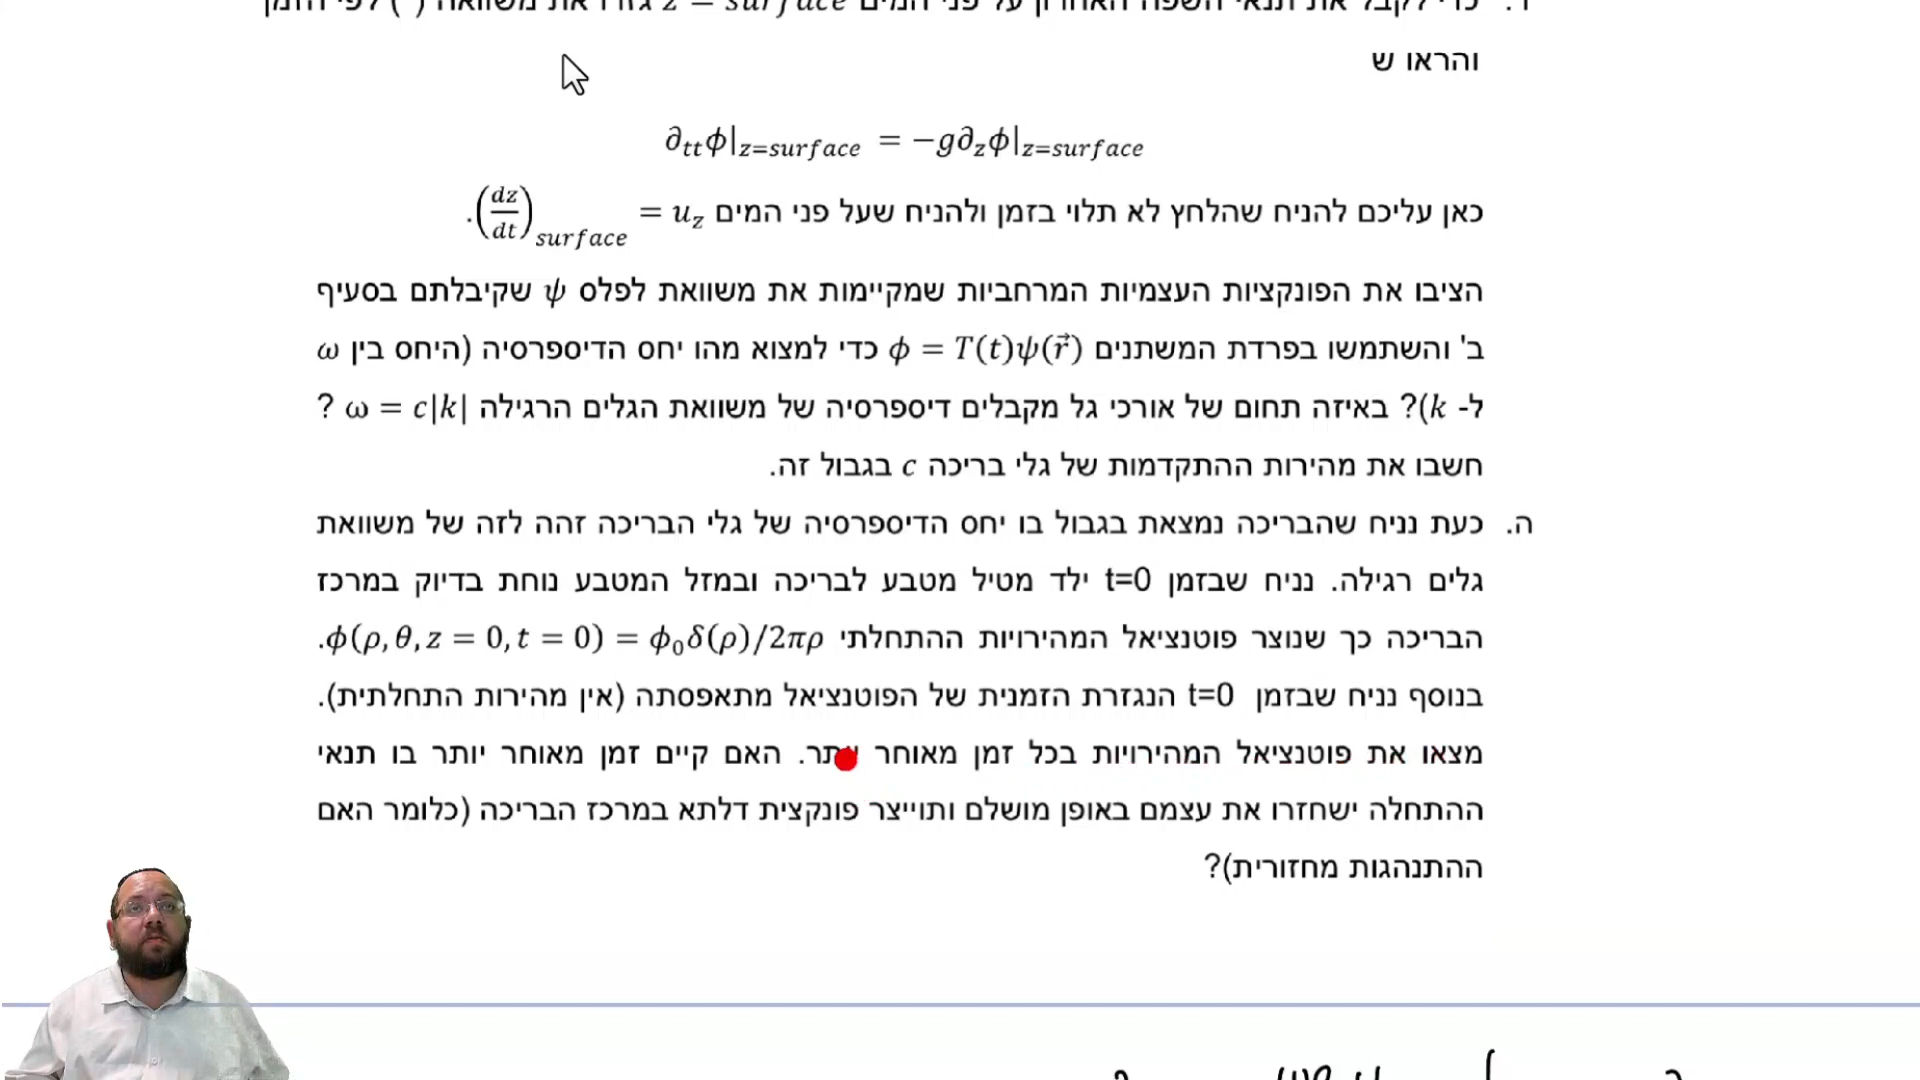 והראו ש
∂ₜₜϕ|_{z=surface} = −g∂_zϕ|_{z=surface}
כאן עליכם להניח שהלחץ לא תלוי בזמן ולהניח שעל פני המים (dz/dt)_{surface} = u_z.
הציבו את הפונקציות העצמיות המרחביות שמקיימות את משוואת לפלס ψ שקיבלתם בסעיף
ב' והשתמשו בפרדת המשתנים ϕ = T(t)ψ(r⃗) כדי למצוא מהו יחס הדיספרסיה (היחס בין ω
ל- k)? באיזה תחום של אורכי גל מקבלים דיספרסיה של משוואת הגלים הרגילה ω = c|k| ?
חשבו את מהירות ההתקדמות של גלי בריכה c בגבול זה.
ה. כעת נניח שהבריכה נמצאת בגבול בו יחס הדיספרסיה של גלי הבריכה זהה לזה של משוואת
גלים רגילה. נניח שבזמן t=0 ילד מטיל מטבע לבריכה ובמזל המטבע נוחת בדיוק במרכז
הבריכה כך שנוצר פוטנציאל המהירויות ההתחלתי ϕ(ρ, θ, z = 0, t = 0) = ϕ₀δ(ρ)/2πρ.
בנוסף נניח שבזמן t=0 הנגזרת הזמנית של הפוטנציאל מתאפסתה (אין מהירות התחלתית).
מצאו את פוטנציאל המהירויות בכל זמן מאוחר יותר. האם קיים זמן מאוחר יותר בו תנאי
ההתחלה ישחזרו את עצמם באופן מושלם ותוייצר פונקצית דלתא במרכז הבריכה (כלומר האם
ההתנהגות מחזורית)?